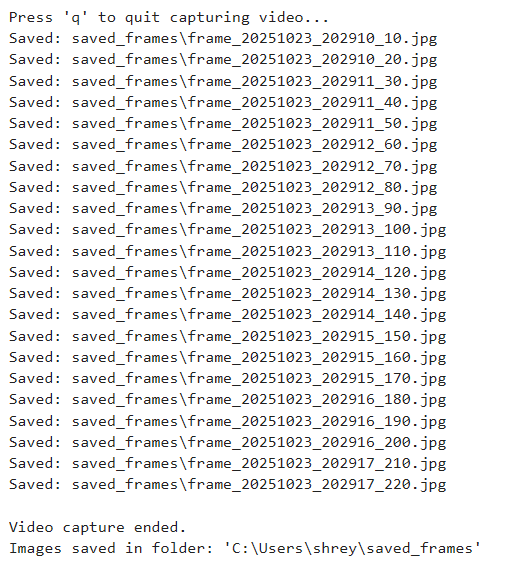 Press 'q' to quit capturing video...
Saved: saved_frames\frame_20251023_202910_10.jpg
Saved: saved_frames\frame_20251023_202910_20.jpg
Saved: saved_frames\frame_20251023_202911_30.jpg
Saved: saved_frames\frame_20251023_202911_40.jpg
Saved: saved_frames\frame_20251023_202911_50.jpg
Saved: saved_frames\frame_20251023_202912_60.jpg
Saved: saved_frames\frame_20251023_202912_70.jpg
Saved: saved_frames\frame_20251023_202912_80.jpg
Saved: saved_frames\frame_20251023_202913_90.jpg
Saved: saved_frames\frame_20251023_202913_100.jpg
Saved: saved_frames\frame_20251023_202913_110.jpg
Saved: saved_frames\frame_20251023_202914_120.jpg
Saved: saved_frames\frame_20251023_202914_130.jpg
Saved: saved_frames\frame_20251023_202914_140.jpg
Saved: saved_frames\frame_20251023_202915_150.jpg
Saved: saved_frames\frame_20251023_202915_160.jpg
Saved: saved_frames\frame_20251023_202915_170.jpg
Saved: saved_frames\frame_20251023_202916_180.jpg
Saved: saved_frames\frame_20251023_202916_190.jpg
Saved: saved_frames\frame_20251023_202916_200.jpg
Saved: saved_frames\frame_20251023_202917_210.jpg
Saved: saved_frames\frame_20251023_202917_220.jpg

Video capture ended.
Images saved in folder: 'C:\Users\shrey\saved_frames'